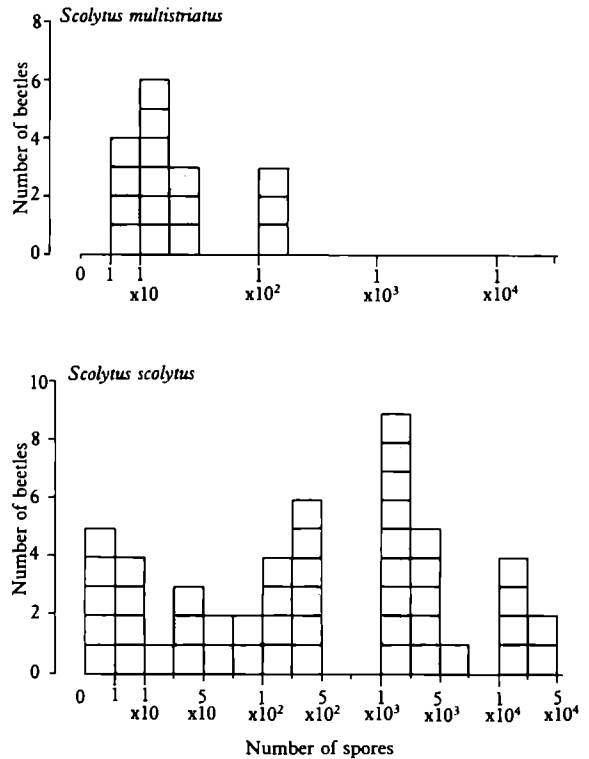 Scolytus multistriatus
Number of beetles
8
6
4
2
0
0 1 1 1 1 1
x10 x10² x10³ x10⁴
Scolytus scolytus
Number of beetles
10
8
6
4
2
0
0 1 1 5 1 5 1 5 1 5
x10 x10 x10² x10² x10³ x10³ x10⁴ x10⁴
Number of spores